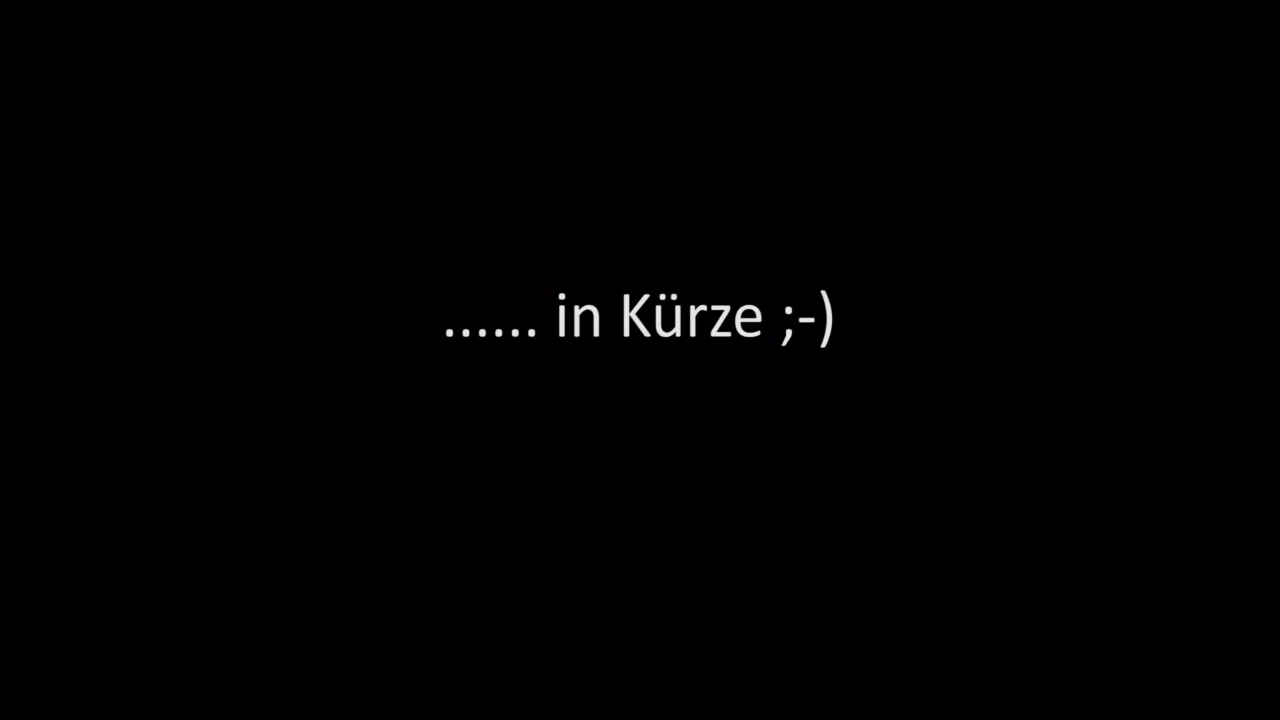 ...... in Kürze ;-)